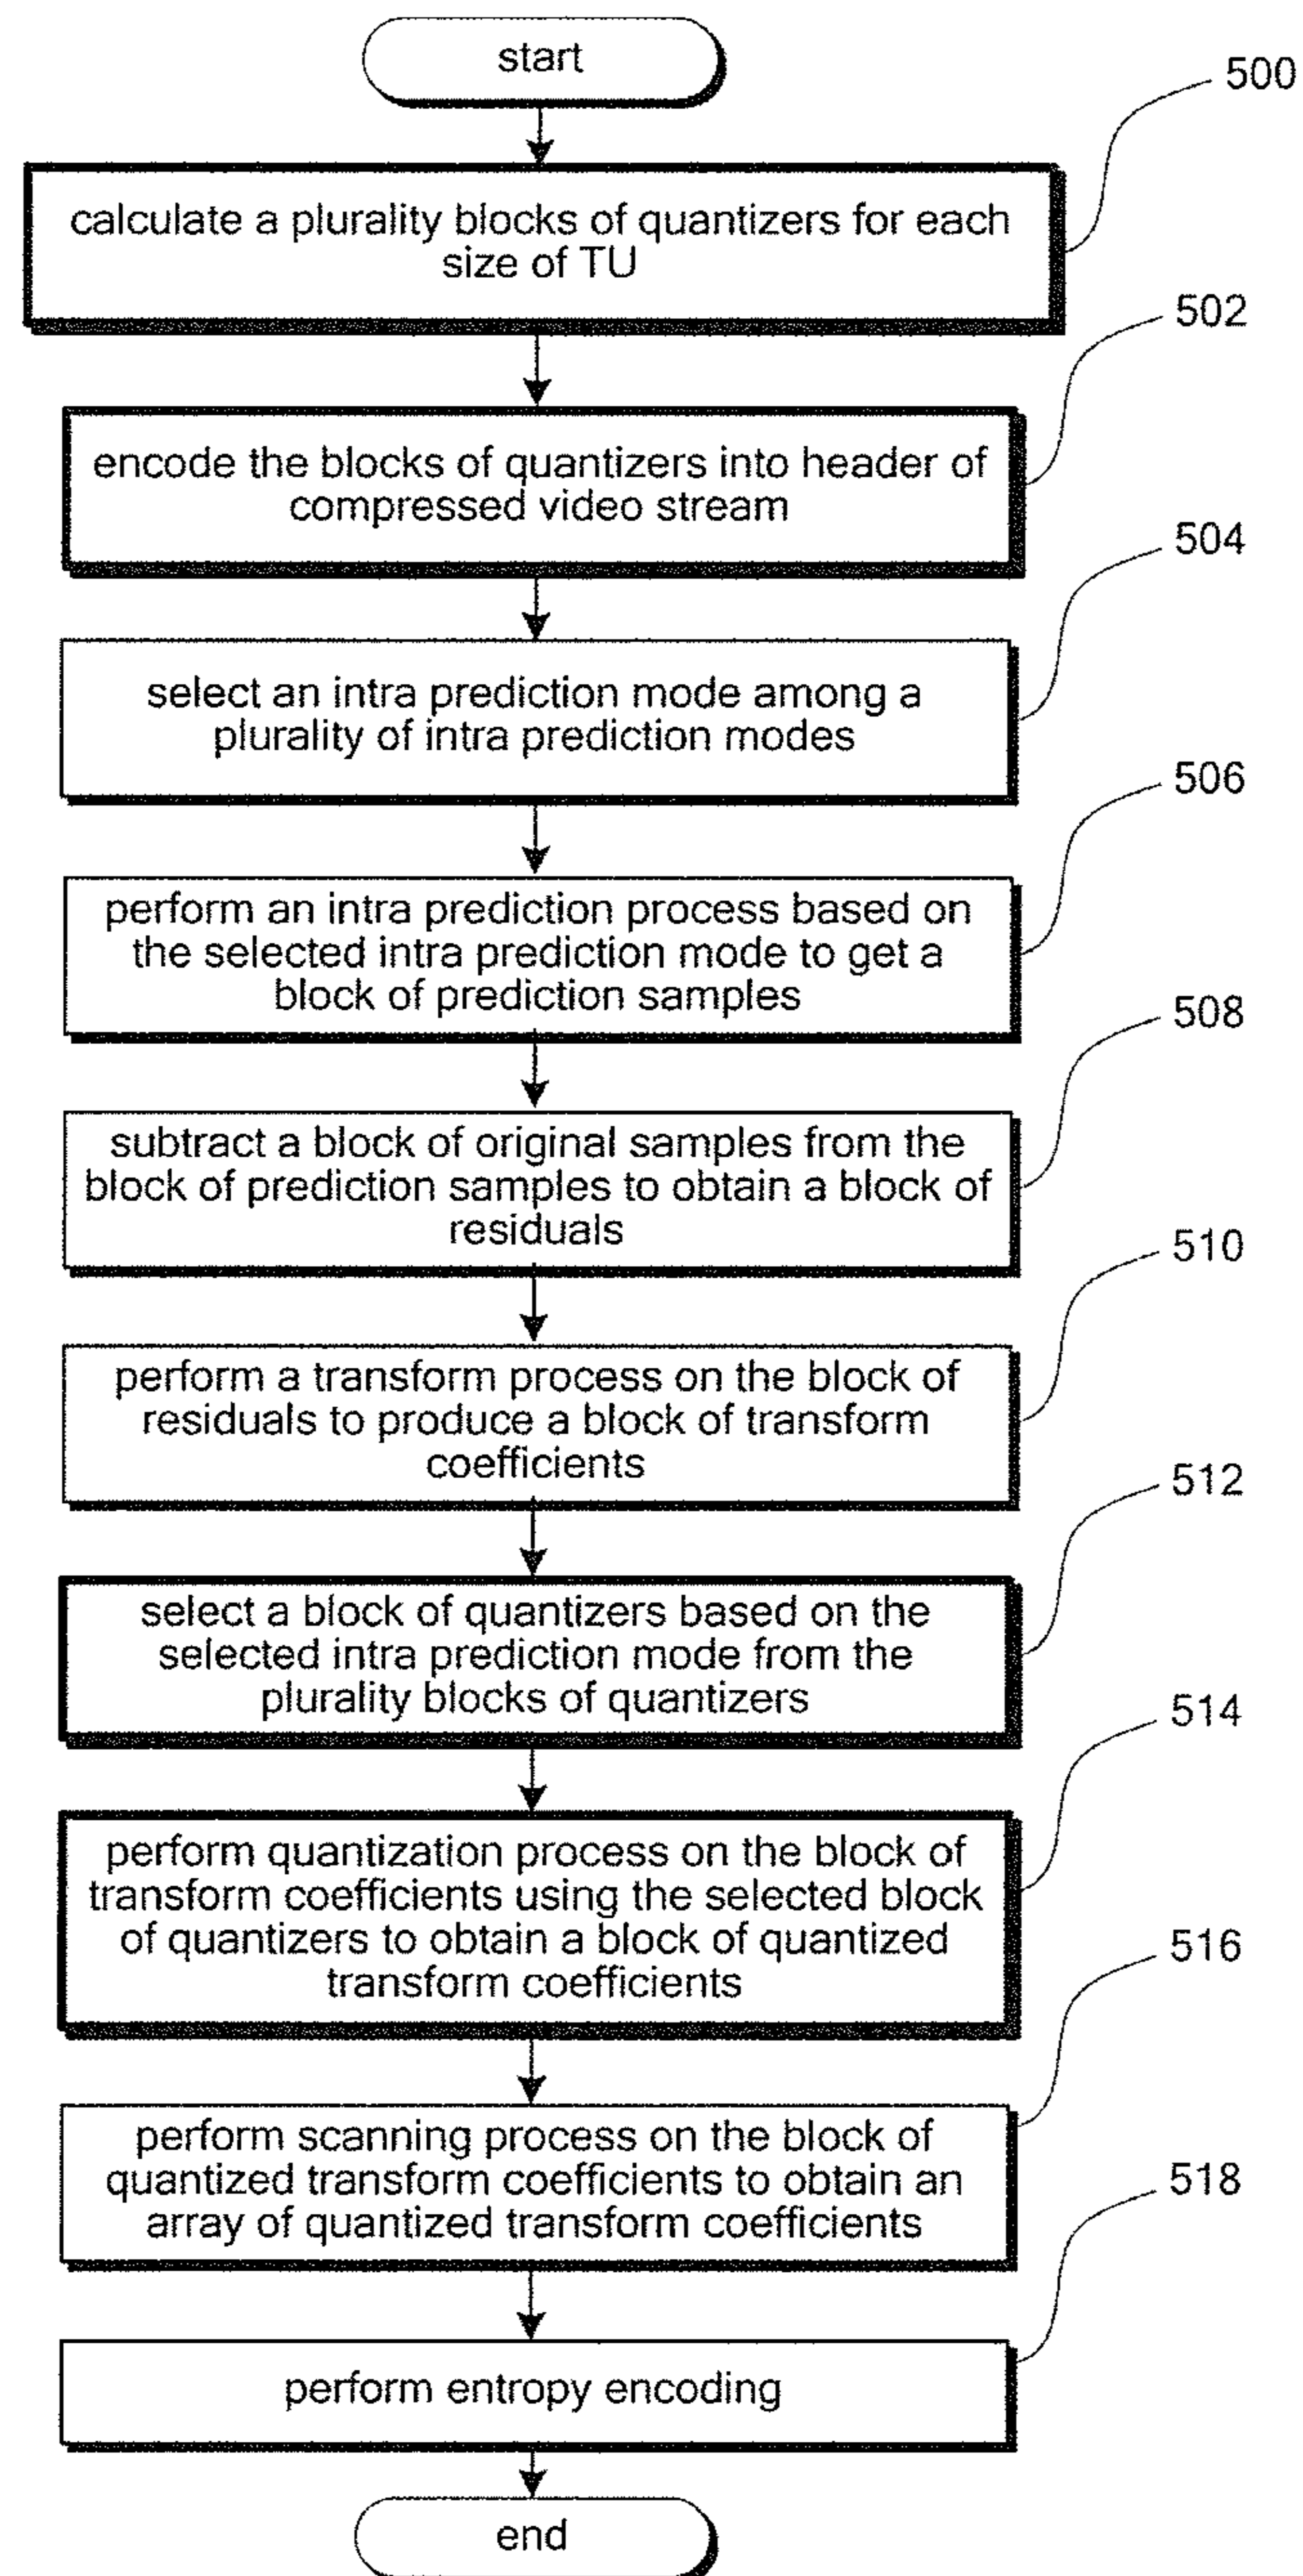 start
500
calculate a plurality blocks of quantizers for each
size of TU
502
encode the blocks of quantizers into header of
compressed video stream
504
select an intra prediction mode among a
plurality of intra prediction modes
506
perform an intra prediction process based on
the selected intra prediction mode to get a
block of prediction samples
508
subtract a block of original samples from the
block of prediction samples to obtain a block of
residuals
510
perform a transform process on the block of
residuals to produce a block of transform
coefficients
512
select a block of quantizers based on the
selected intra prediction mode from the
plurality blocks of quantizers
514
perform quantization process on the block of
transform coefficients using the selected block
of quantizers to obtain a block of quantized
transform coefficients
516
perform scanning process on the block of
quantized transform coefficients to obtain an
array of quantized transform coefficients
518
perform entropy encoding
end